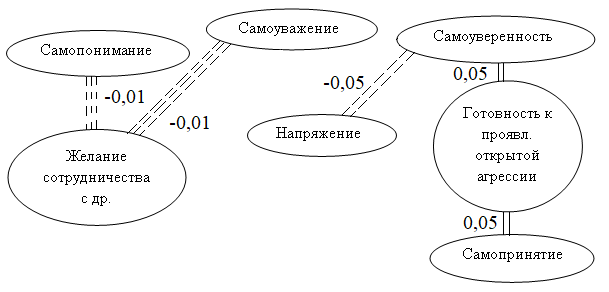 Самопонимание
Самоуважение
Самоуверенность
-0,01
-0,01
-0,05
0,05
Желание
сотрудничества
с др.
Напряжение
Готовность к
проявл.
открытой
агрессии
0,05
Самопринятие